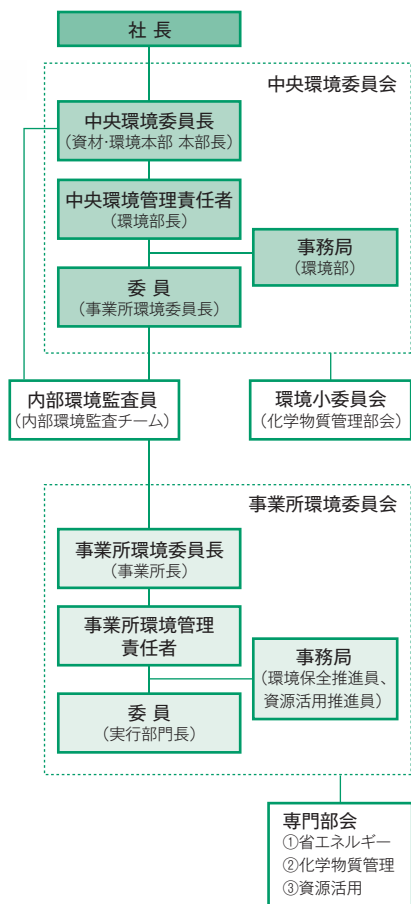 社 長
中央環境委員会
中央環境委員長
（資材･環境本部 本部長）
中央環境管理責任者
（環境部長）
事務局
（環境部）
委 員
（事業所環境委員長）
内部環境監査員
（内部環境監査チーム）
環境小委員会
（化学物質管理部会）
事業所環境委員会
事業所環境委員長
（事業所長）
事業所環境管理
責任者
事務局
（環境保全推進員、
資源活用推進員）
委 員
（実行部門長）
専門部会
①省エネルギー
②化学物質管理
③資源活用